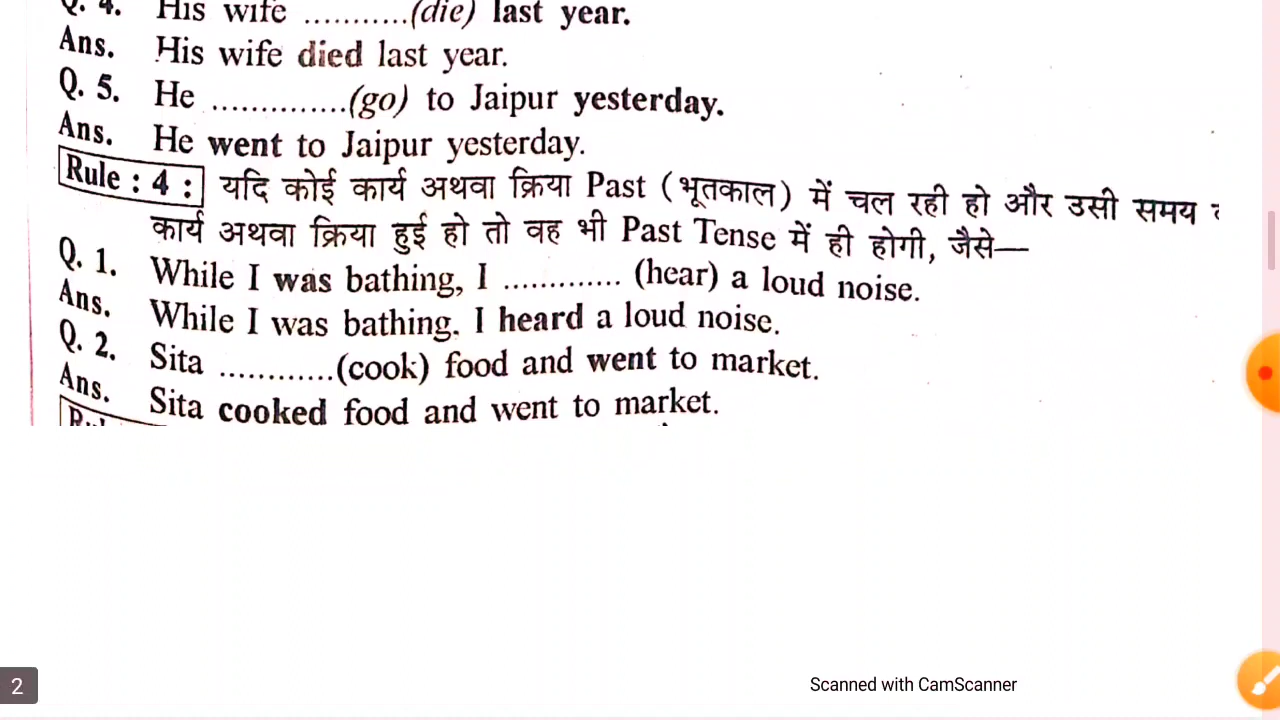 Q. 4. His wife ...........(die) last year.
Ans. His wife died last year.
Q. 5. He ..............(go) to Jaipur yesterday.
Ans. He went to Jaipur yesterday.
Rule : 4 : यदि कोई कार्य अथवा क्रिया Past (भूतकाल) में चल रही हो और उसी समय
कार्य अथवा क्रिया हुई हो तो वह भी Past Tense में ही होगी, जैसे—
Q. 1. While I was bathing, I ............. (hear) a loud noise.
Ans. While I was bathing. I heard a loud noise.
Q. 2. Sita ............(cook) food and went to market.
Ans. Sita cooked food and went to market.
2
Scanned with CamScanner